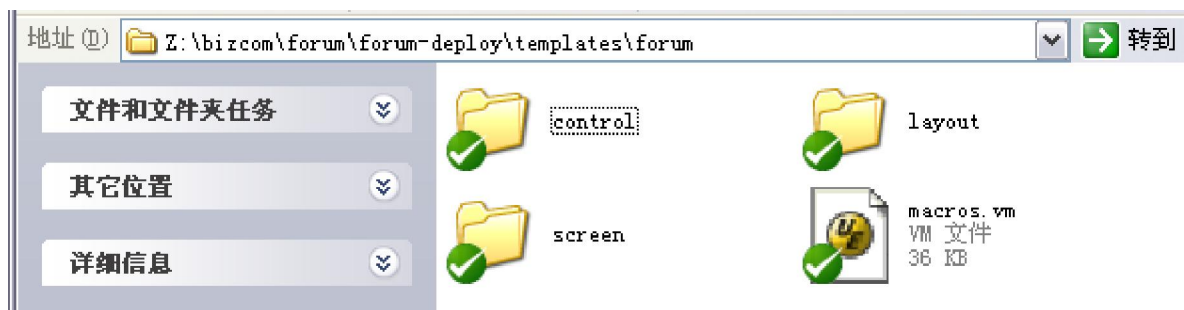 地址(D) Z:\bizcom\forum\forum-deploy\templates\forum 转到
文件和文件夹任务
其它位置
详细信息
control
layout
screen
macros.vm
VM 文件
36 KB